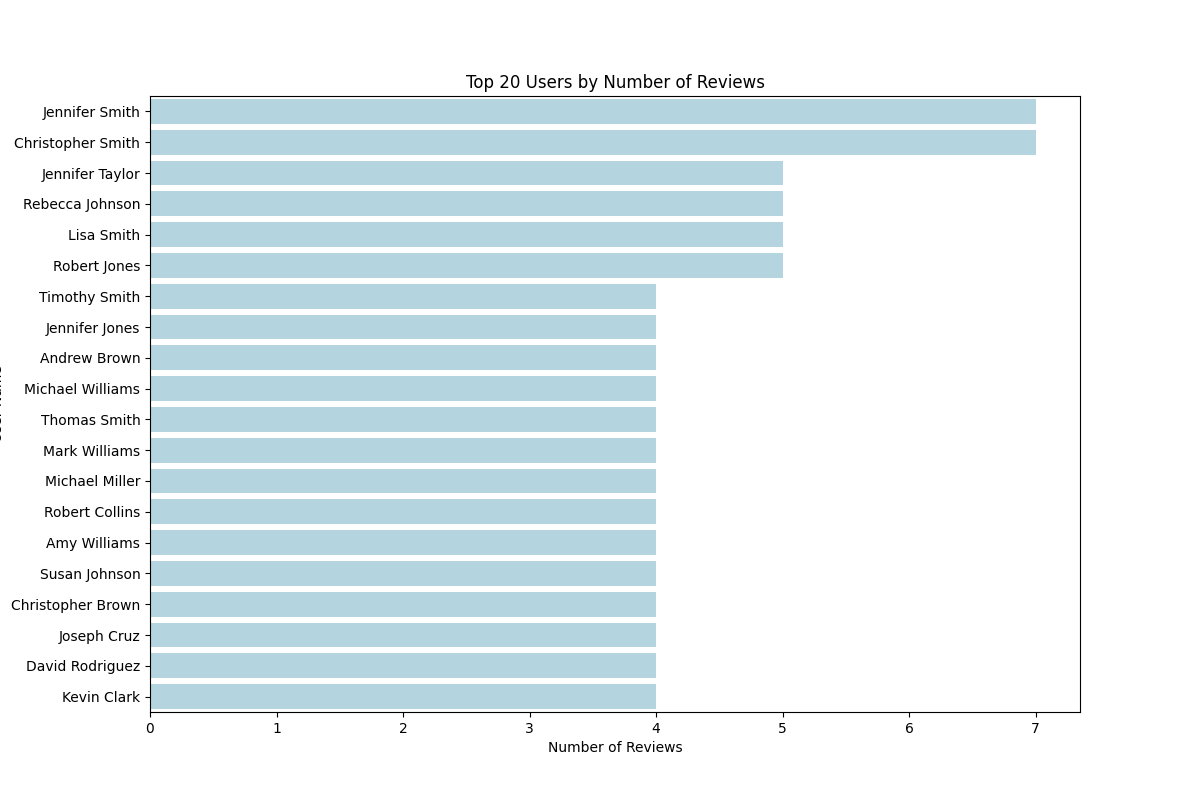 Top 20 Users by Number of Reviews
Jennifer Smith
Christopher Smith
Jennifer Taylor
Rebecca Johnson
Lisa Smith
Robert Jones
Timothy Smith
Jennifer Jones
Andrew Brown
Michael Williams
Thomas Smith
Mark Williams
Michael Miller
Robert Collins
Amy Williams
Susan Johnson
Christopher Brown
Joseph Cruz
David Rodriguez
Kevin Clark
0 1 2 3 4 5 6 7
Number of Reviews